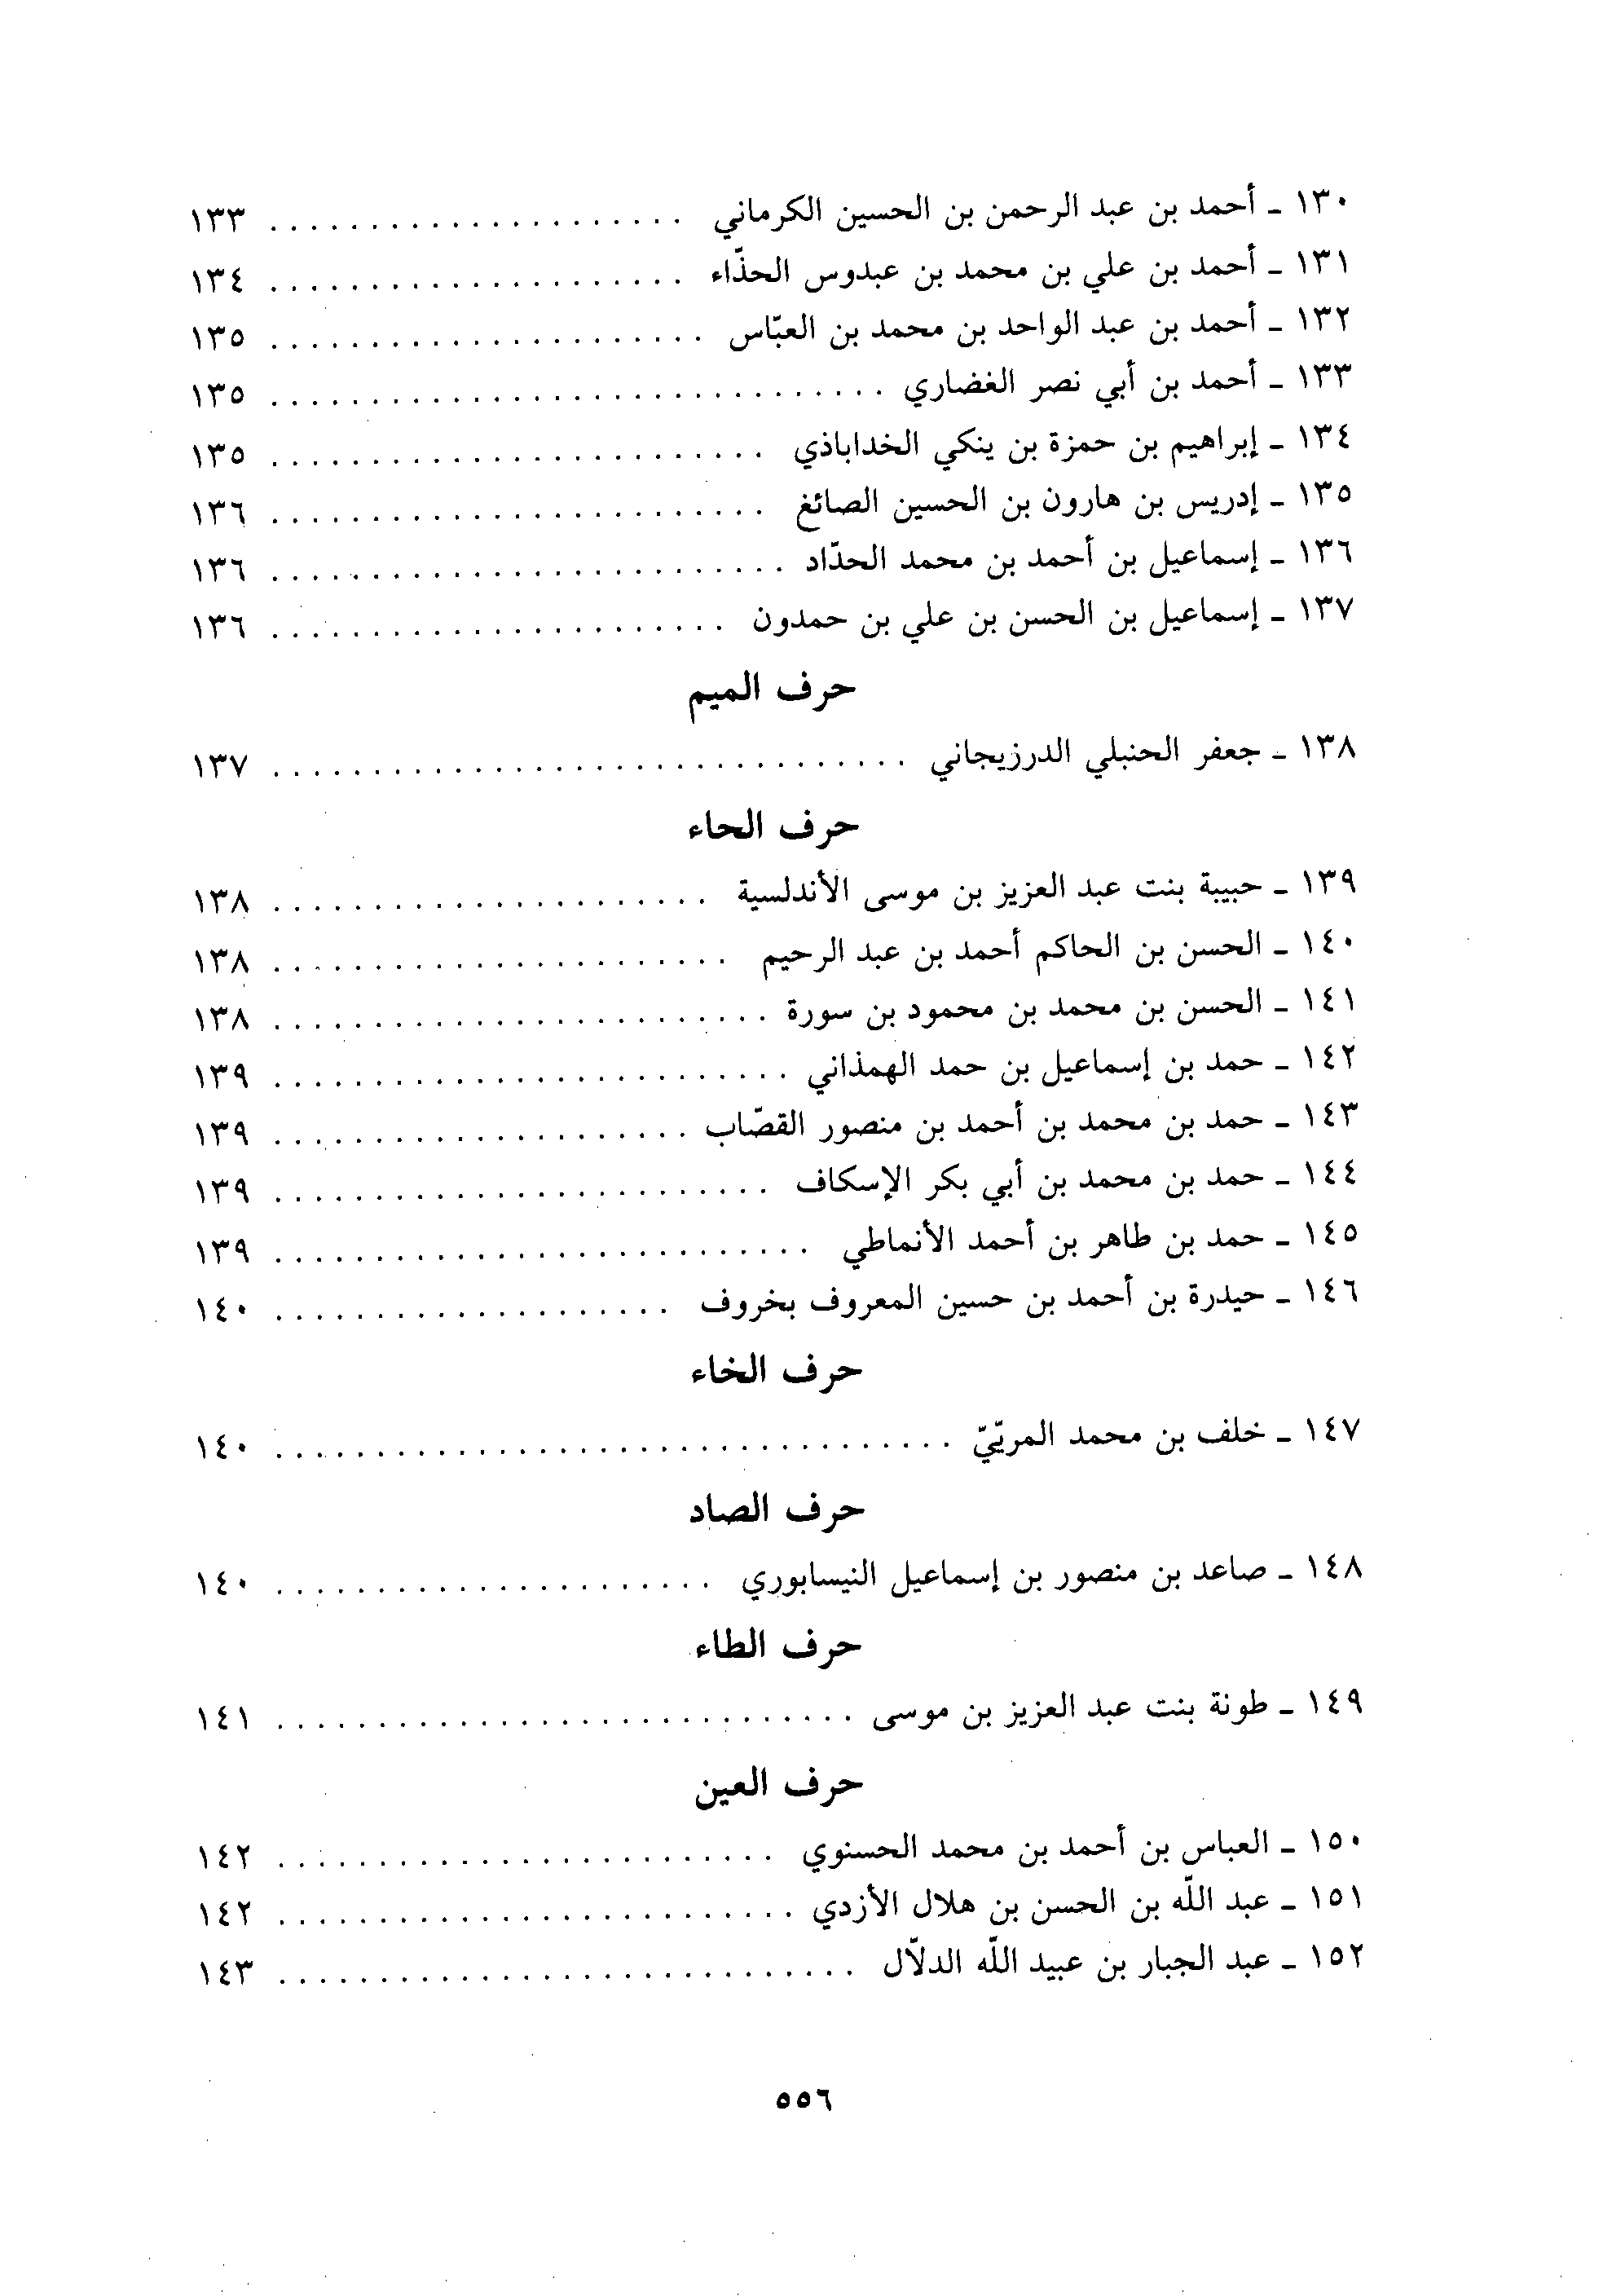 ١٣٠ ـ أحمد بن عبد الرحمن بن الحسين الكرماني . . . . . . . . . . . . . . . . . . . . . ١٣٣
١٣١ ـ أحمد بن علي بن محمد بن عبدوس الحذّاء . . . . . . . . . . . . . . . . . . . . . ١٣٤
١٣٢ ـ أحمد بن عبد الواحد بن محمد بن العبّاس . . . . . . . . . . . . . . . . . . . . . . ١٣٥
١٣٣ ـ أحمد بن أبي نصر الغضاري . . . . . . . . . . . . . . . . . . . . . . . . . . . . . . . ١٣٥
١٣٤ ـ إبراهيم بن حمزة بن ينكي الخداباذي . . . . . . . . . . . . . . . . . . . . . . . . . ١٣٥
١٣٥ ـ إدريس بن هارون بن الحسين الصائغ . . . . . . . . . . . . . . . . . . . . . . . . . ١٣٦
١٣٦ ـ إسماعيل بن أحمد بن محمد الحدّاد . . . . . . . . . . . . . . . . . . . . . . . . . . ١٣٦
١٣٧ ـ إسماعيل بن الحسن بن علي بن حمدون . . . . . . . . . . . . . . . . . . . . . . . ١٣٦
حرف الميم
١٣٨ ـ جعفر الحنبلي الدرزيجاني . . . . . . . . . . . . . . . . . . . . . . . . . . . . . . . . ١٣٧
حرف الحاء
١٣٩ ـ حبيبة بنت عبد العزيز بن موسى الأندلسية . . . . . . . . . . . . . . . . . . . . . . ١٣٨
١٤٠ ـ الحسن بن الحاكم أحمد بن عبد الرحيم . . . . . . . . . . . . . . . . . . . . . . . ١٣٨
١٤١ ـ الحسن بن محمد بن محمود بن سورة . . . . . . . . . . . . . . . . . . . . . . . . . ١٣٨
١٤٢ ـ حمد بن إسماعيل بن حمد الهمذاني . . . . . . . . . . . . . . . . . . . . . . . . . . ١٣٩
١٤٣ ـ حمد بن محمد بن أحمد بن منصور القصّاب . . . . . . . . . . . . . . . . . . . . . ١٣٩
١٤٤ ـ حمد بن محمد بن أبي بكر الإسكاف . . . . . . . . . . . . . . . . . . . . . . . . . ١٣٩
١٤٥ ـ حمد بن طاهر بن أحمد الأنماطي . . . . . . . . . . . . . . . . . . . . . . . . . . . ١٣٩
١٤٦ ـ حيدرة بن أحمد بن حسين المعروف بخروف . . . . . . . . . . . . . . . . . . . . ١٤٠
حرف الخاء
١٤٧ ـ خلف بن محمد المريّيّ . . . . . . . . . . . . . . . . . . . . . . . . . . . . . . . . . . ١٤٠
حرف الصاد
١٤٨ ـ صاعد بن منصور بن إسماعيل النيسابوري . . . . . . . . . . . . . . . . . . . . . . ١٤٠
حرف الطاء
١٤٩ ـ طونة بنت عبد العزيز بن موسى . . . . . . . . . . . . . . . . . . . . . . . . . . . . . ١٤١
حرف العين
١٥٠ ـ العباس بن أحمد بن محمد الحسنوي . . . . . . . . . . . . . . . . . . . . . . . . . ١٤٢
١٥١ ـ عبد اللّه بن الحسن بن هلال الأزدي . . . . . . . . . . . . . . . . . . . . . . . . . . ١٤٢
١٥٢ ـ عبد الجبار بن عبيد اللّه الدلاّل . . . . . . . . . . . . . . . . . . . . . . . . . . . . . ١٤٣
٥٥٦